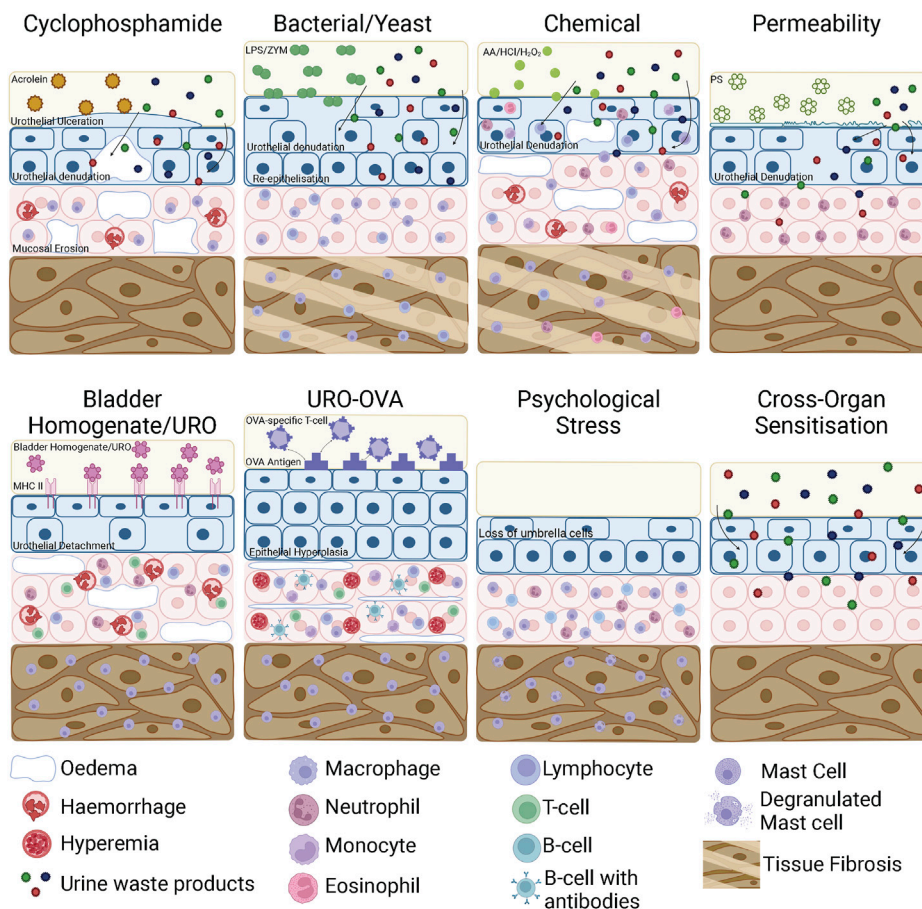 Cyclophosphamide
Bacterial/Yeast
Chemical
Permeability
Acrolein
Urothelial Ulceration
Urothelial denudation
Mucosal Erosion
LPS/ZYM
Urothelial denudation
Re-epithelisation
AA/HCl/H₂O₂
Urothelial Denudation
PS
Urothelial Denudation
Bladder
Homogenate/URO
URO-OVA
Psychological
Stress
Cross-Organ
Sensitisation
Bladder Homogenate/URO
MHC II
Urothelial Detachment
OVA-specific T-cell
OVA Antigen
Epithelial Hyperplasia
Loss of umbrella cells
Oedema
Haemorrhage
Hyperemia
Urine waste products
Macrophage
Neutrophil
Monocyte
Eosinophil
Lymphocyte
T-cell
B-cell
B-cell with
antibodies
Mast Cell
Degranulated
Mast cell
Tissue Fibrosis